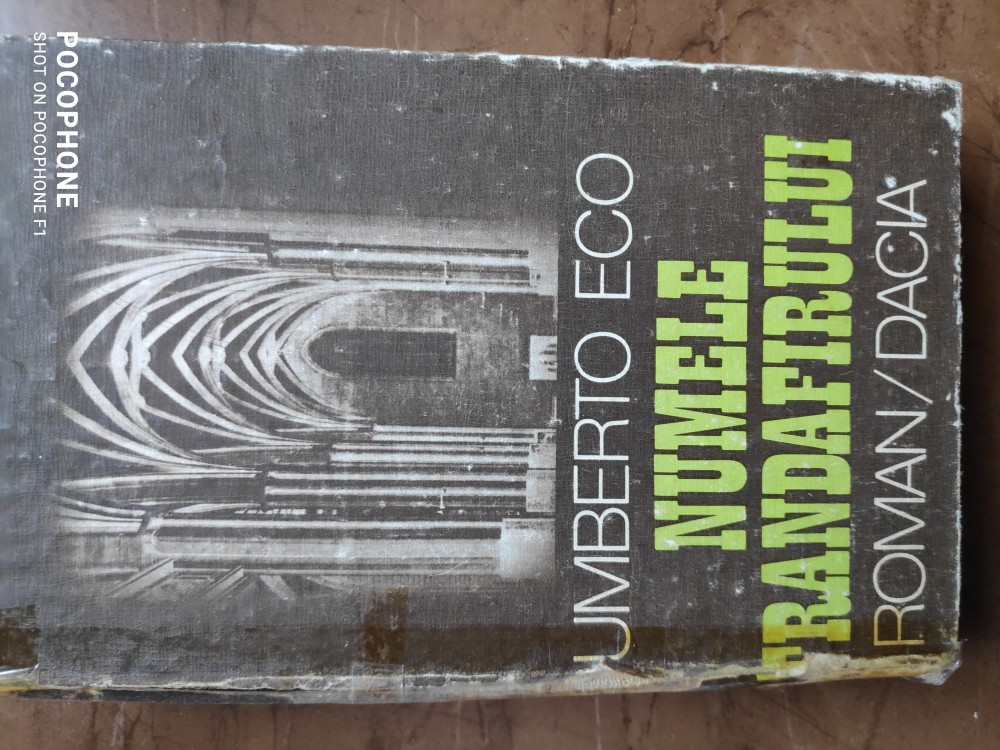 UMBERTO ECO
NUMELE
TRANDAFIRULUI
ROMAN/DACIA
POCOPHONE
SHOT ON POCOPHONE F1